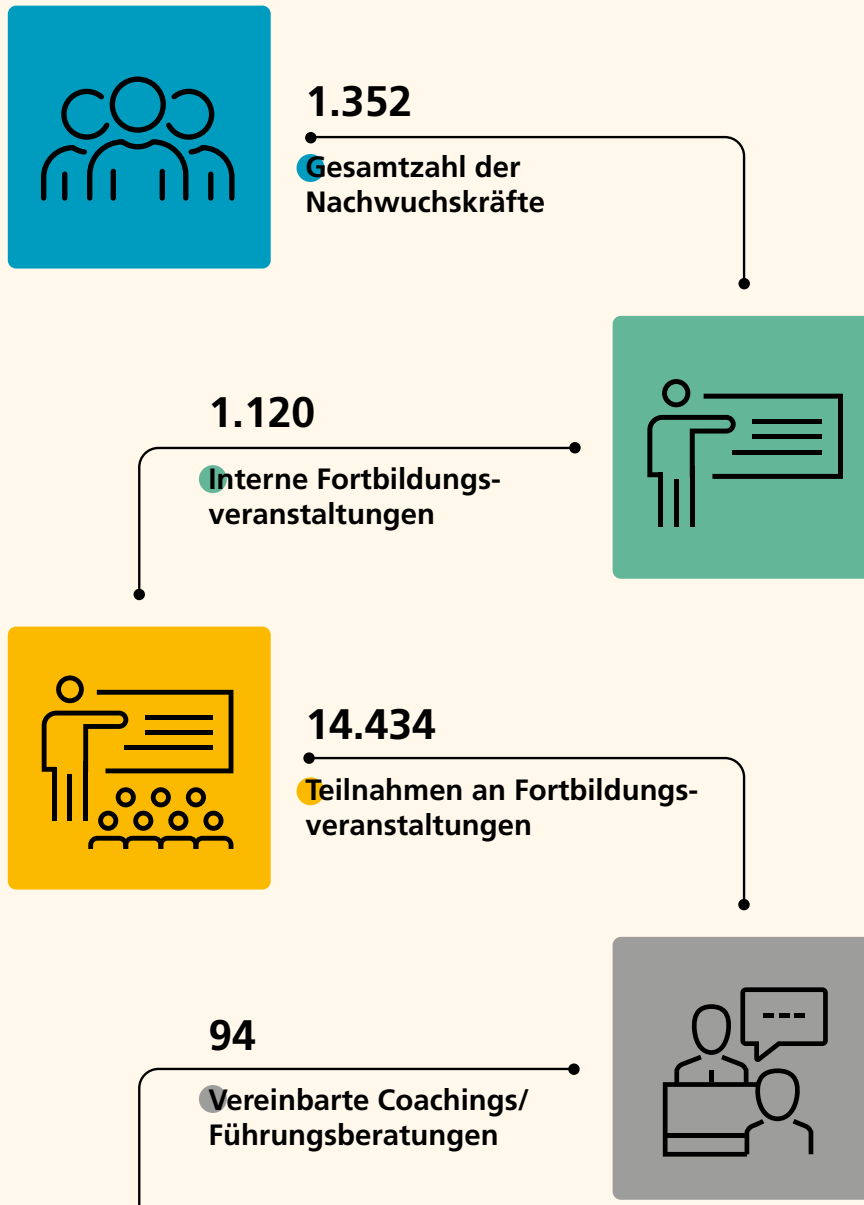 1.352
Gesamtzahl der
Nachwuchskräfte
1.120
Interne Fortbildungs-
veranstaltungen
14.434
Teilnahmen an Fortbildungs-
veranstaltungen
94
Vereinbarte Coachings/
Führungsberatungen